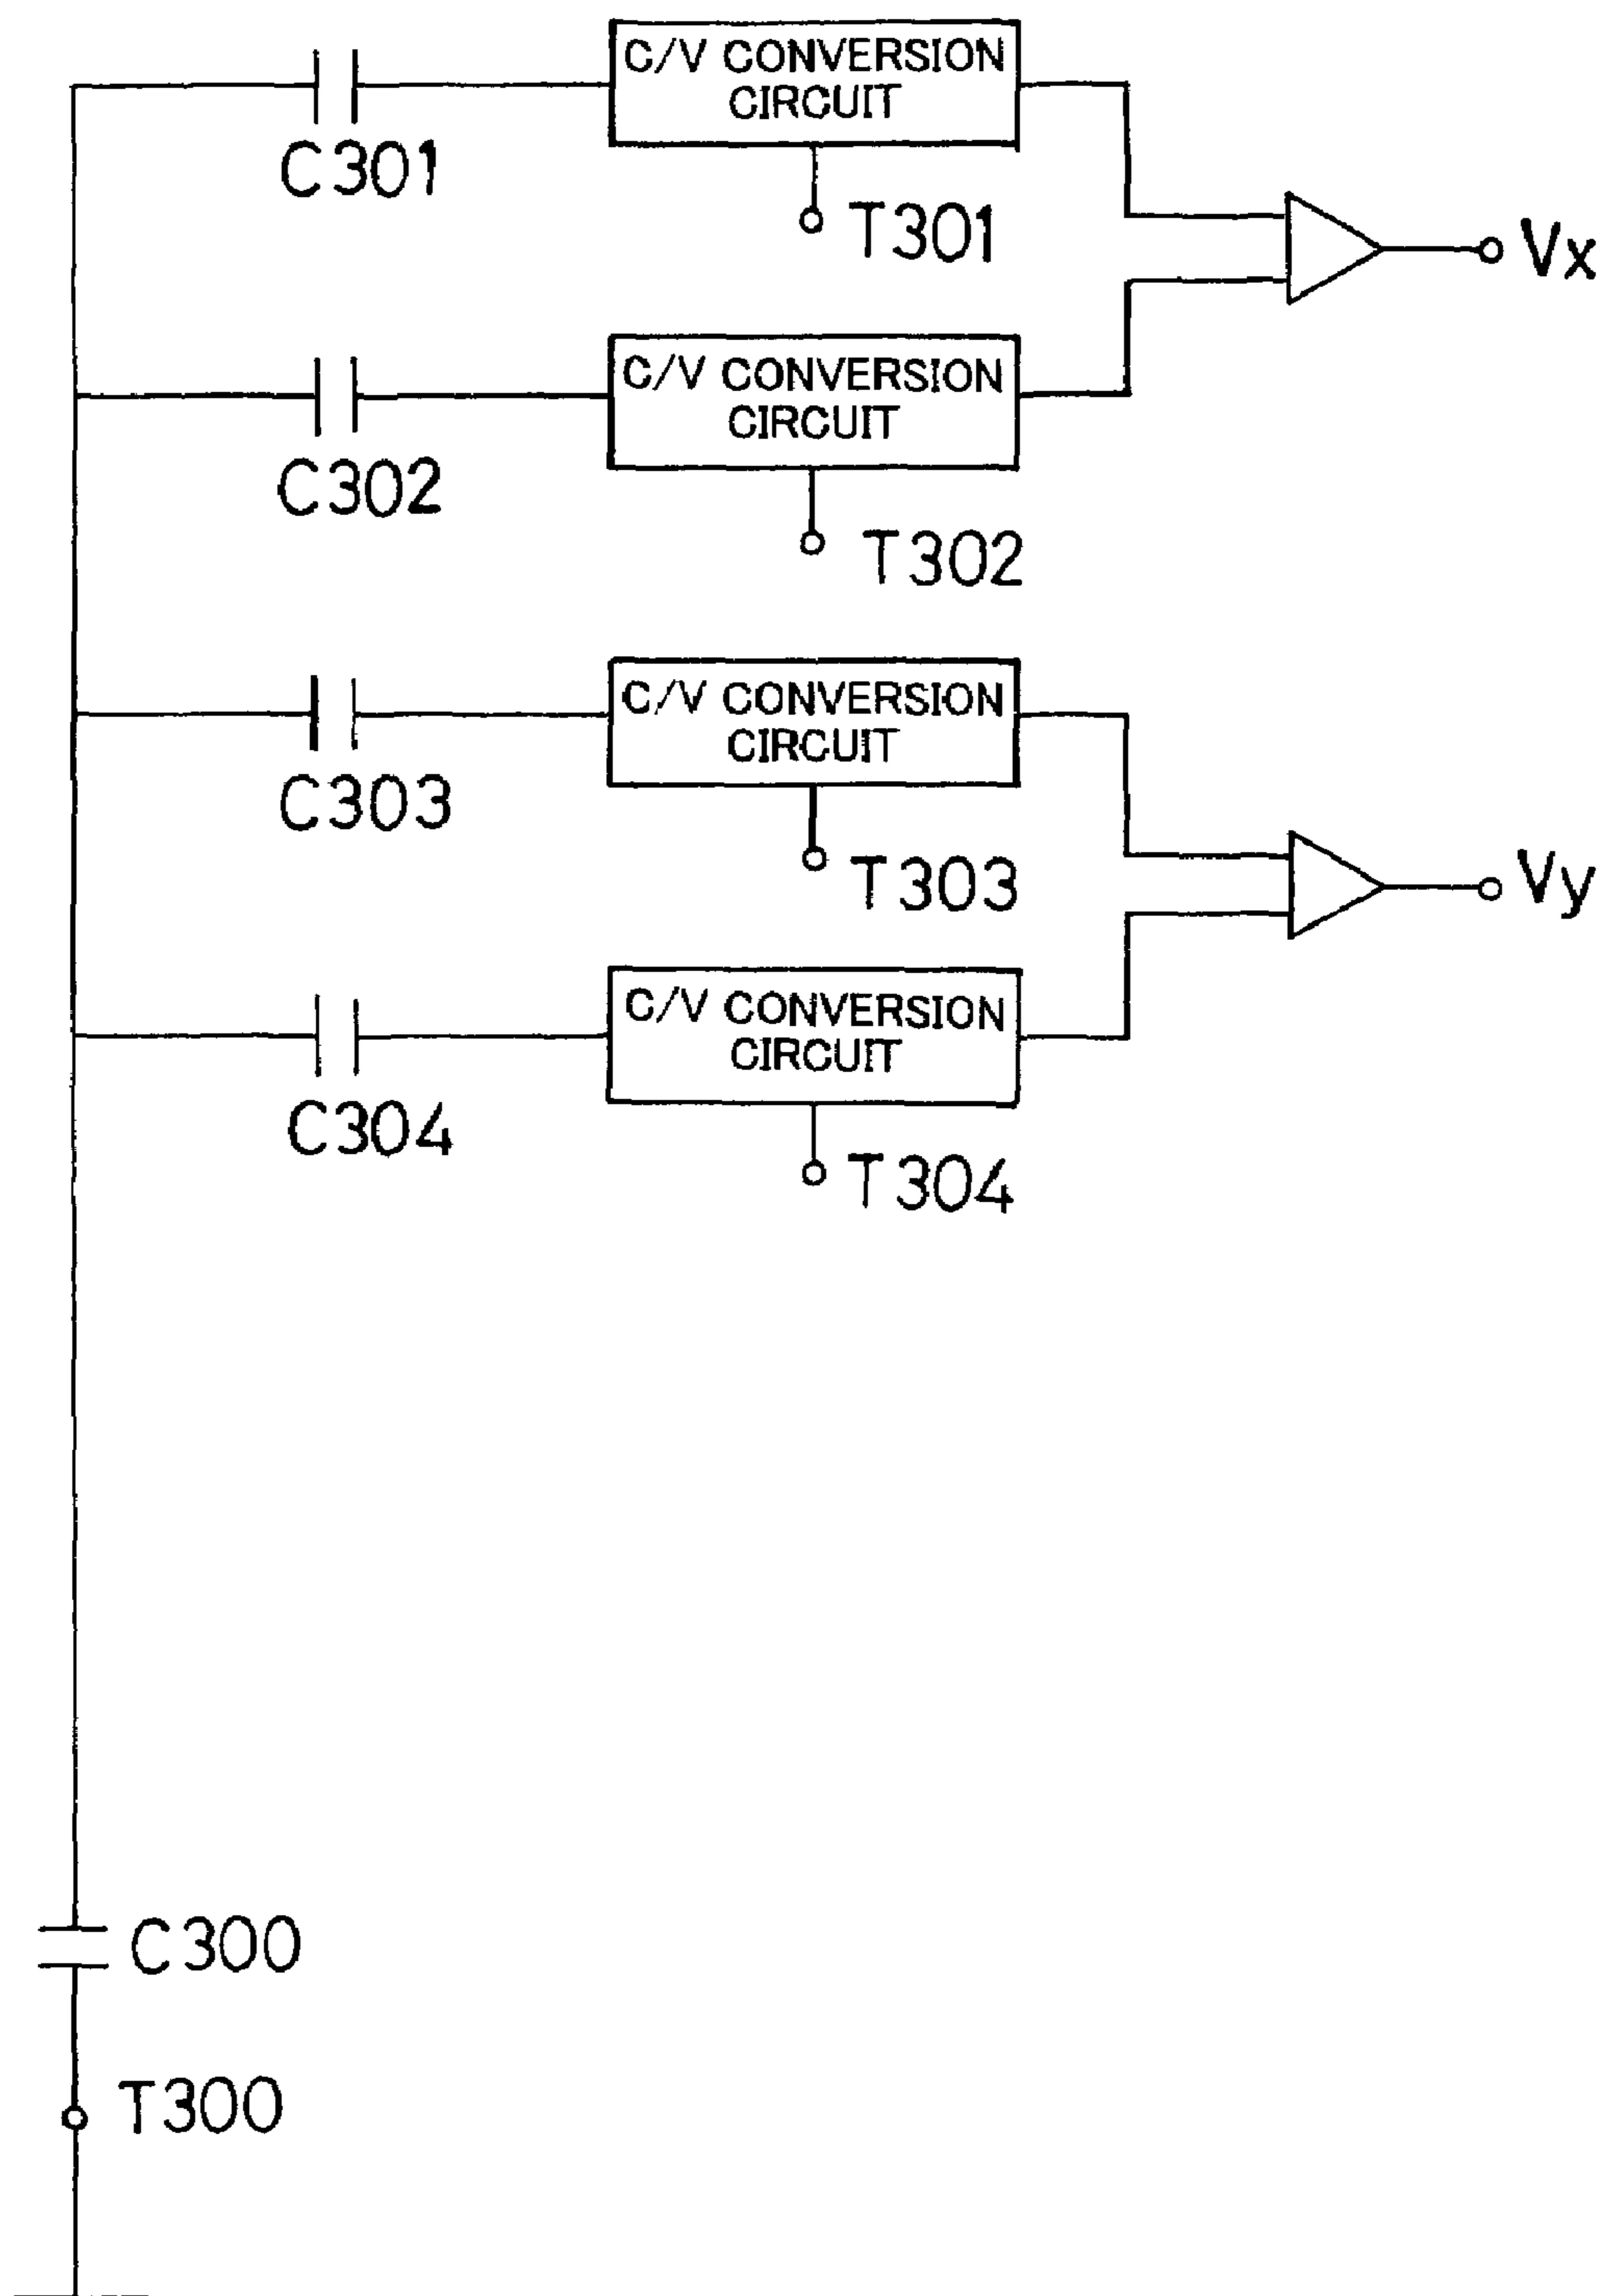 C/V CONVERSION
CIRCUIT
C301
T301
Vx
C/V CONVERSION
CIRCUIT
C302
T302
C/V CONVERSION
CIRCUIT
C303
T303
Vy
C/V CONVERSION
CIRCUIT
C304
T304
C300
T300